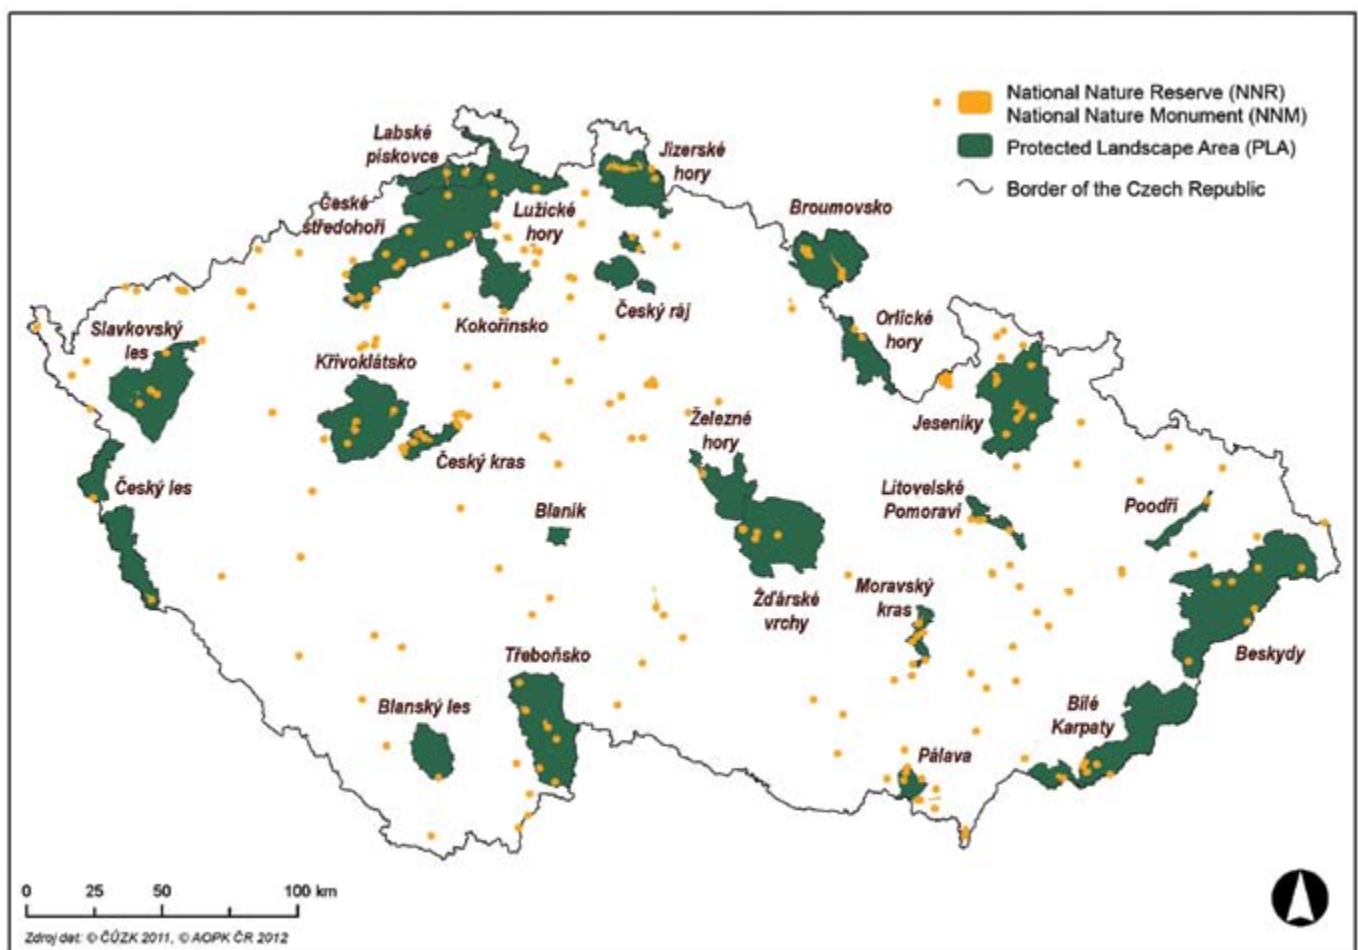 National Nature Reserve (NNR)
National Nature Monument (NNM)
Protected Landscape Area (PLA)
Border of the Czech Republic
Labské
pískovce
Jizerské
hory
České
středohoří
Lužické
hory
Broumovsko
Slavkovský
les
Kokořínsko
Český ráj
Orlické
hory
Křivoklátsko
Železné
hory
Jeseníky
Český kras
Český les
Blaník
Litovelské
Pomoraví
Poodří
Žďárské
vrchy
Moravský
kras
Třeboňsko
Beskydy
Blanský les
Bílé
Karpaty
Pálava
0 25 50 100 km
Zdroj dat: © ČÚZK 2011, © AOPK ČR 2012